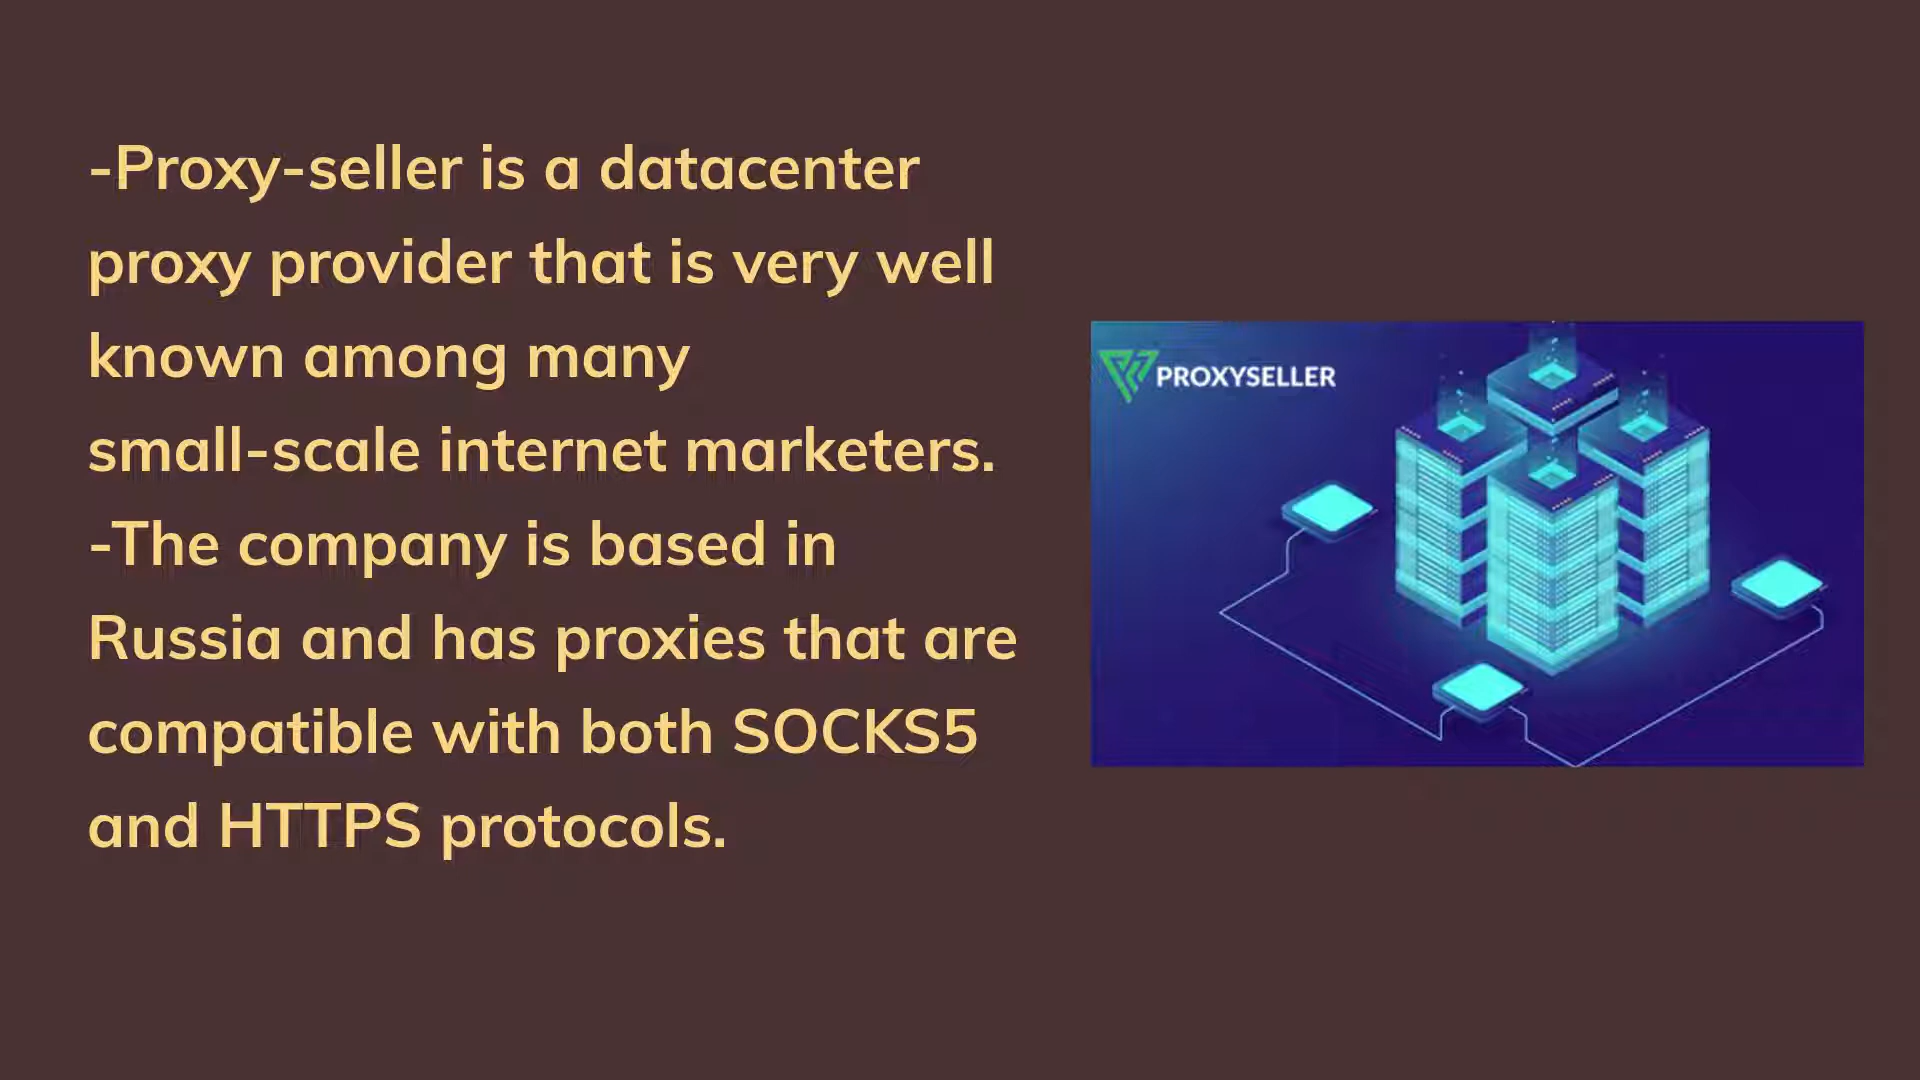 -Proxy-seller is a datacenter
proxy provider that is very well
known among many
small-scale internet marketers.
-The company is based in
Russia and has proxies that are
compatible with both SOCKS5
and HTTPS protocols.
PROXYSELLER